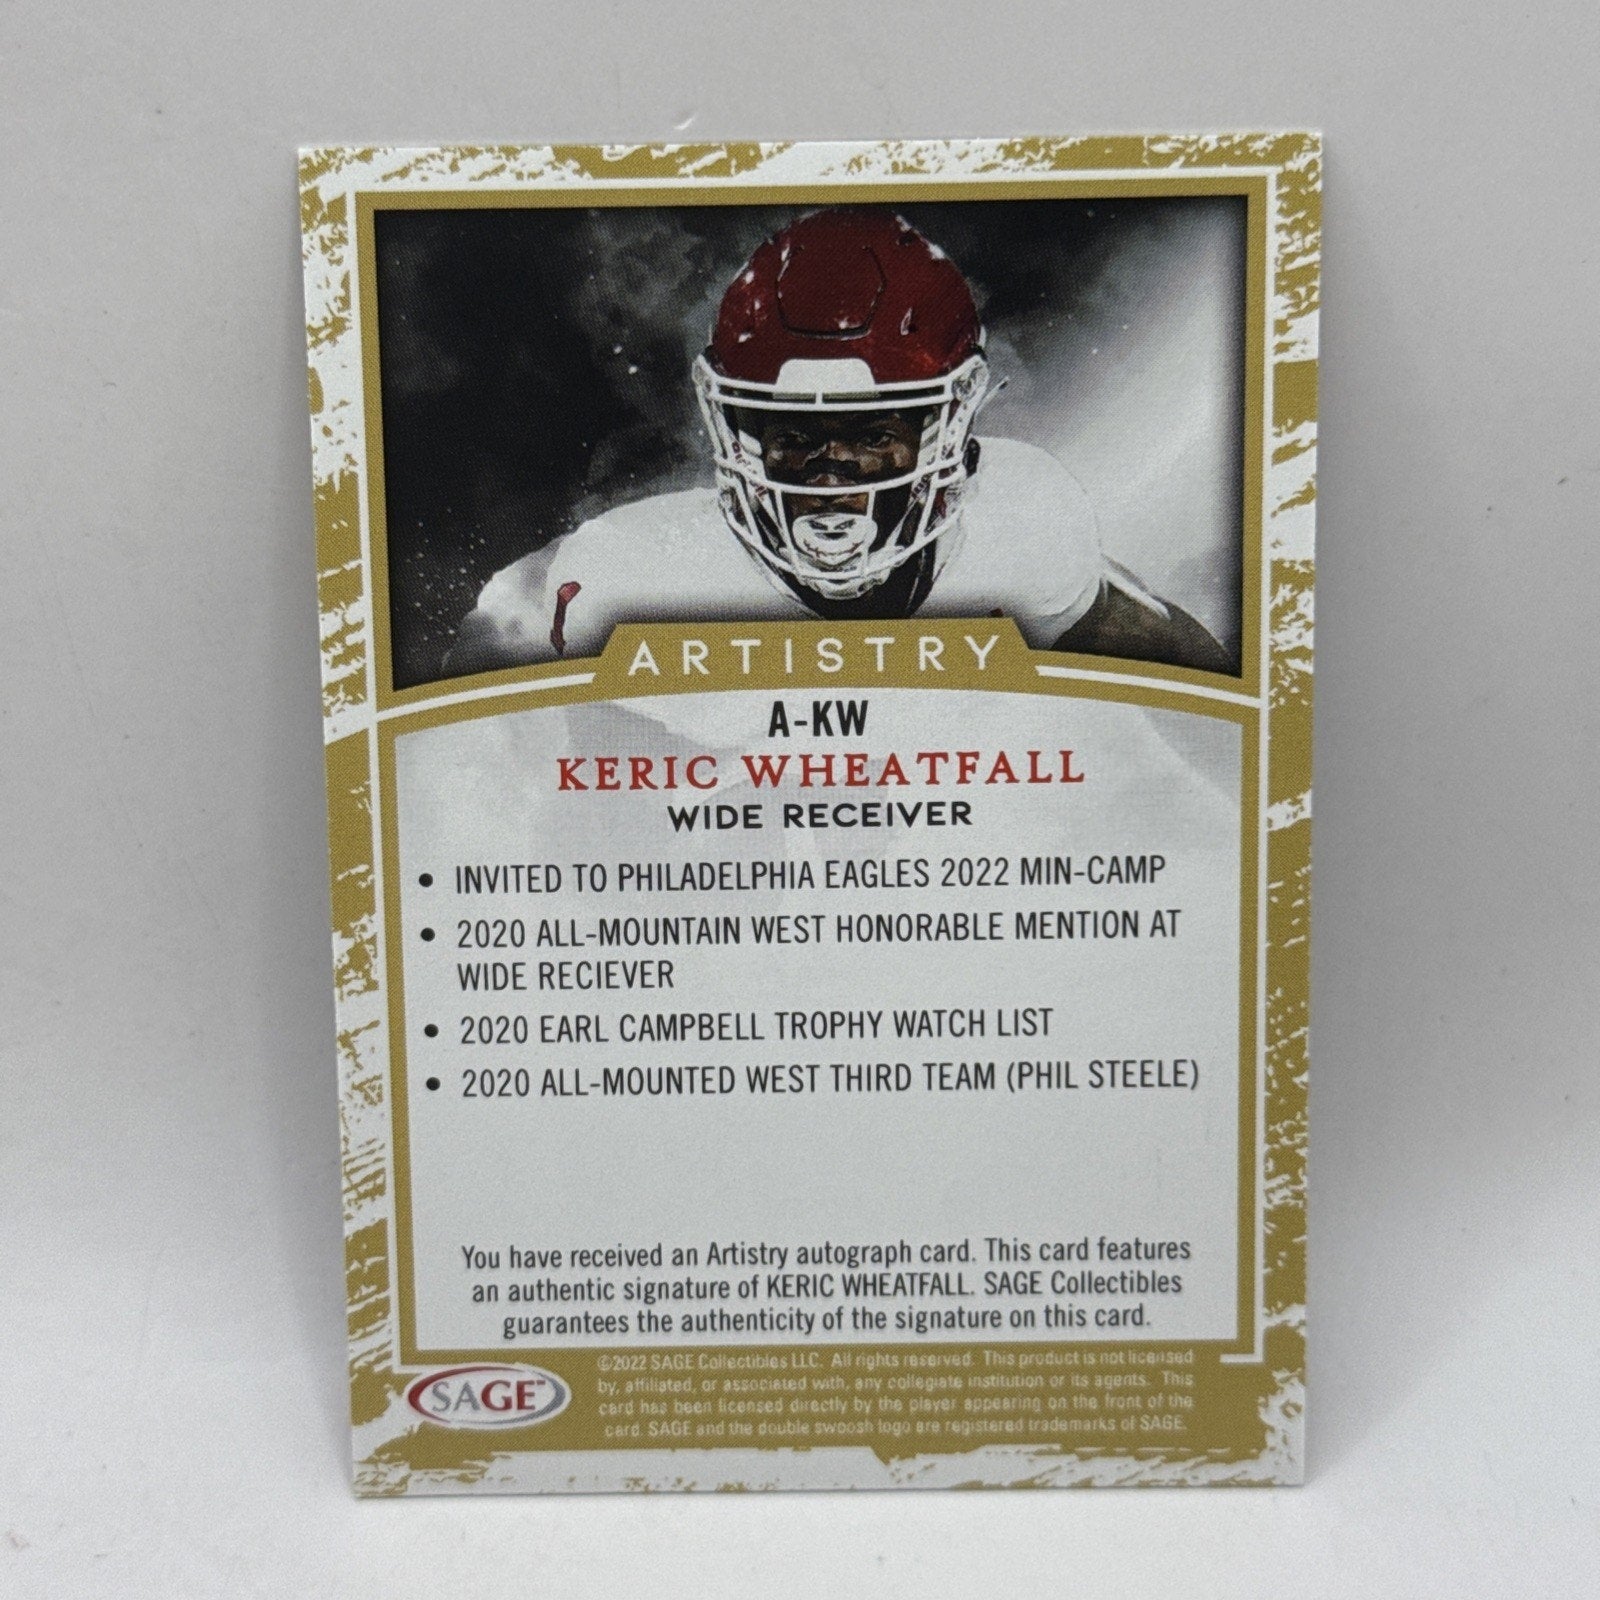 ARTISTRY
A-KW
KERIC WHEATFALL
WIDE RECEIVER
• INVITED TO PHILADELPHIA EAGLES 2022 MIN-CAMP
• 2020 ALL-MOUNTAIN WEST HONORABLE MENTION AT
WIDE RECIEVER
• 2020 EARL CAMPBELL TROPHY WATCH LIST
• 2020 ALL-MOUNTED WEST THIRD TEAM (PHIL STEELE)
You have received an Artistry autograph card. This card features
an authentic signature of KERIC WHEATFALL. SAGE Collectibles
guarantees the authenticity of the signature on this card.
SAGE™
©2022 SAGE Collectibles LLC. All rights reserved. This product is not licensed
by, affiliated, or associated with, any collegiate institution or its agents. This
card has been licensed directly by the player appearing on the front of the
card. SAGE and the double swoosh logo are registered trademarks of SAGE.